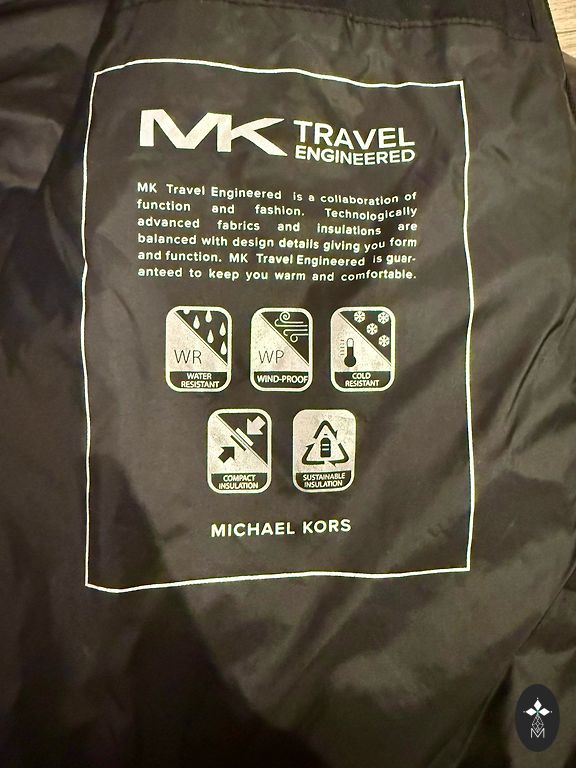 MK TRAVEL
ENGINEERED
MK Travel Engineered is a collaboration of
function and fashion. Technologically
advanced fabrics and insulations are
balanced with design details giving you form
and function. MK Travel Engineered is guar-
anteed to keep you warm and comfortable.
WR
WATER
RESISTANT
WP
WIND-PROOF
COLD
RESISTANT
COMPACT
INSULATION
SUSTAINABLE
INSULATION
MICHAEL KORS
M